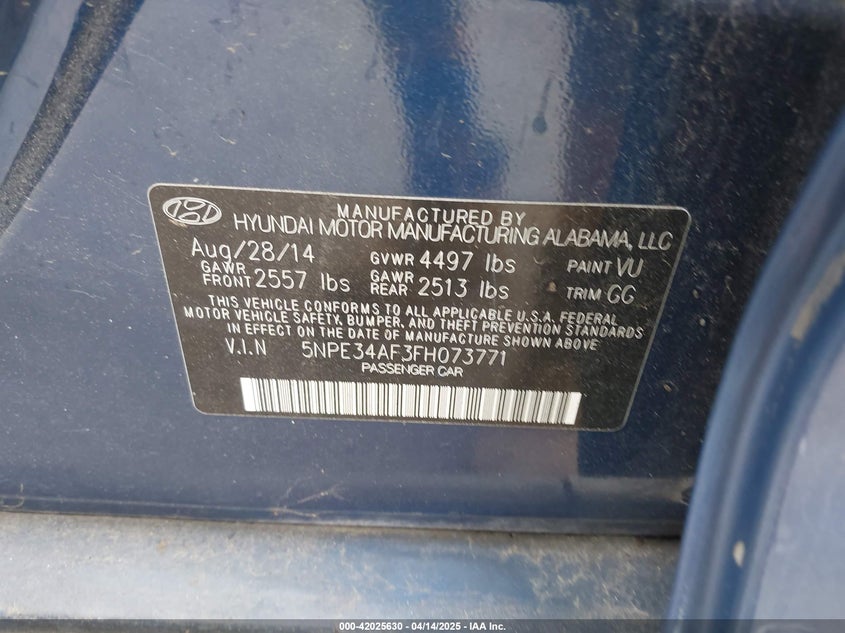 MANUFACTURED BY
HYUNDAI MOTOR MANUFACTURING ALABAMA, LLC
Aug/28/14 GVWR 4497 lbs PAINT VU
GAWR FRONT 2557 lbs GAWR REAR 2513 lbs TRIM GG
THIS VEHICLE CONFORMS TO ALL APPLICABLE U.S.A. FEDERAL
MOTOR VEHICLE SAFETY, BUMPER, AND THEFT PREVENTION STANDARDS
IN EFFECT ON THE DATE OF MANUFACTURE SHOWN ABOVE.
V.I.N 5NPE34AF3FH073771
PASSENGER CAR
000-42025630 - 04/14/2025 - IAA Inc.